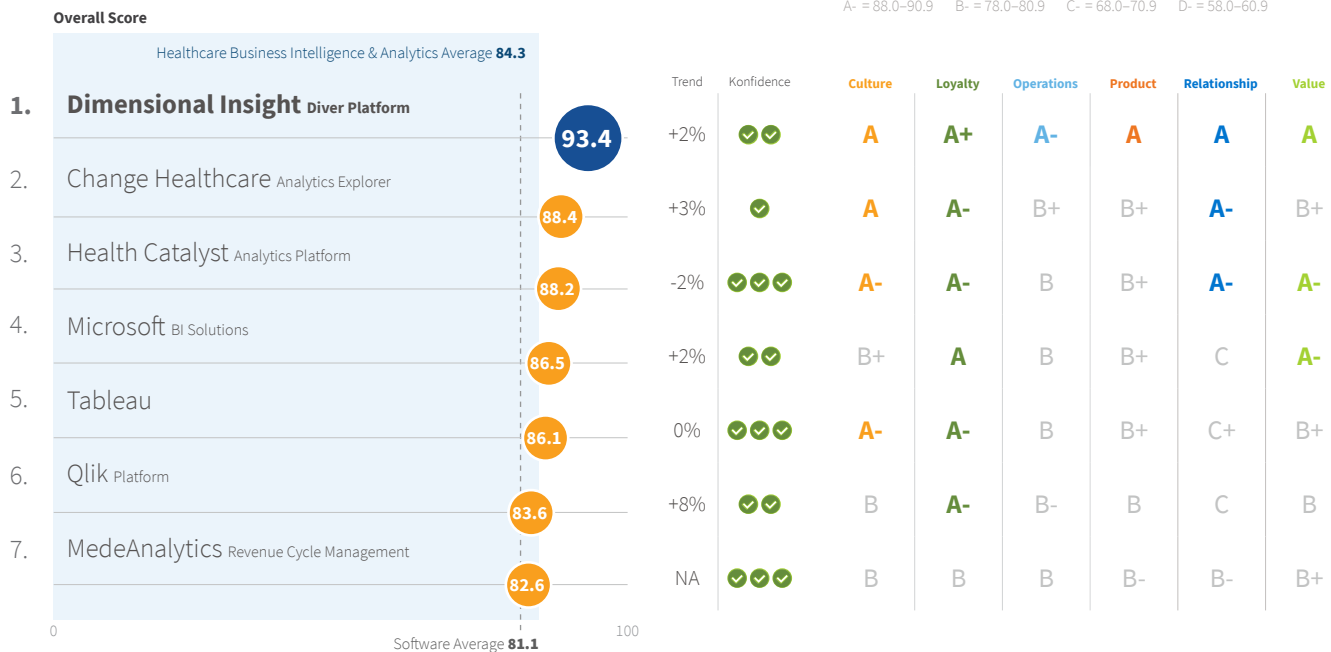 A- = 88.0–90.9 B- = 78.0–80.9 C- = 68.0–70.9 D- = 58.0–60.9
Overall Score
Healthcare Business Intelligence & Analytics Average 84.3
Trend Konfidence Culture Loyalty Operations Product Relationship Value
1. Dimensional Insight Diver Platform
93.4 +2% A A+ A- A A A
2. Change Healthcare Analytics Explorer
88.4 +3% A A- B+ B+ A- B+
3. Health Catalyst Analytics Platform
88.2 -2% A- A- B B+ A- A-
4. Microsoft BI Solutions
86.5 +2% B+ A B B+ C A-
5. Tableau
86.1 0% A- A- B B+ C+ B+
6. Qlik Platform
83.6 +8% B A- B- B C B
7. MedeAnalytics Revenue Cycle Management
82.6 NA B B B B- B- B+
0 100
Software Average 81.1